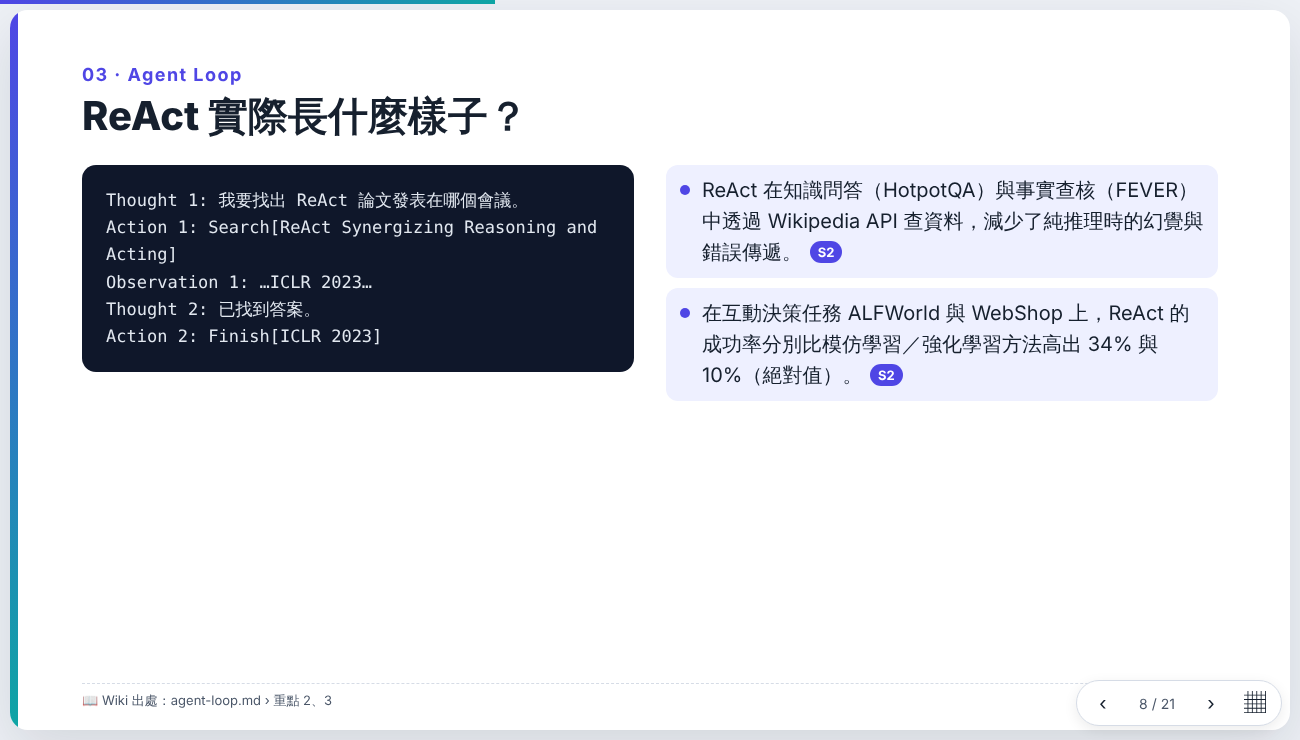 03 · Agent Loop
ReAct 實際長什麼樣子？
Thought 1: 我要找出 ReAct 論文發表在哪個會議。
Action 1: Search[ReAct Synergizing Reasoning and
Acting]
Observation 1: …ICLR 2023…
Thought 2: 已找到答案。
Action 2: Finish[ICLR 2023]
ReAct 在知識問答（HotpotQA）與事實查核（FEVER）
中透過 Wikipedia API 查資料，減少了純推理時的幻覺與
錯誤傳遞。 S2
在互動決策任務 ALFWorld 與 WebShop 上，ReAct 的
成功率分別比模仿學習／強化學習方法高出 34% 與
10%（絕對值）。 S2
📖 Wiki 出處：agent-loop.md › 重點 2、3
‹ 8 / 21 ›